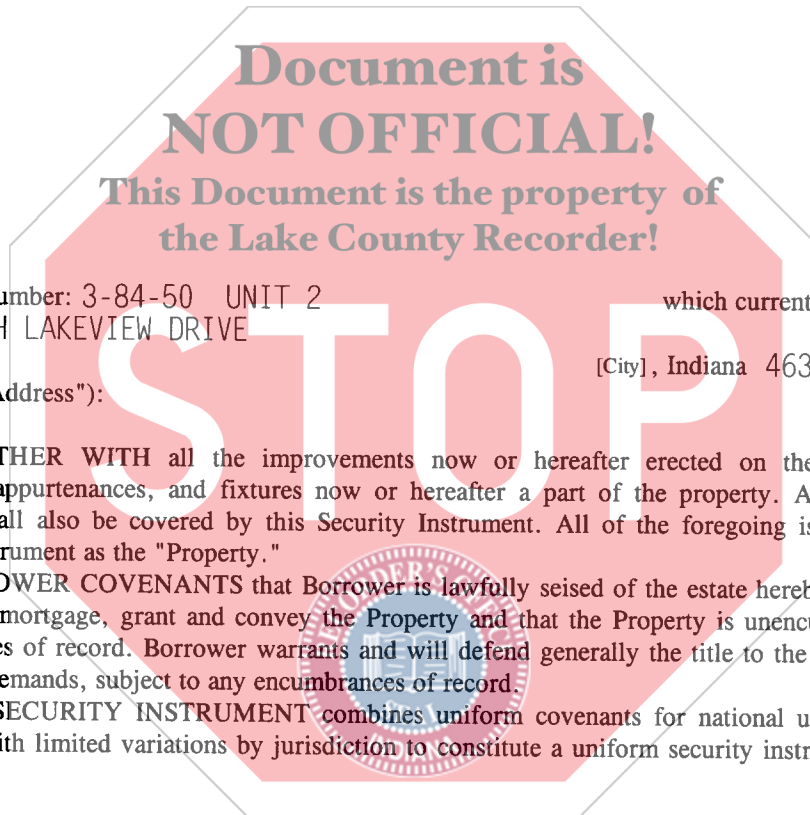 Document is
NOT OFFICIAL!
This Document is the property of
the Lake County Recorder!
umber: 3-84-50 UNIT 2 which current
H LAKEVIEW DRIVE
[City], Indiana 463
Address"):
STOP
THER WITH all the improvements now or hereafter erected on the
appurtenances, and fixtures now or hereafter a part of the property. A
all also be covered by this Security Instrument. All of the foregoing is
rument as the "Property."
OWER COVENANTS that Borrower is lawfully seised of the estate hereb
mortgage, grant and convey the Property and that the Property is unencu
es of record. Borrower warrants and will defend generally the title to the
emands, subject to any encumbrances of record.
SECURITY INSTRUMENT combines uniform covenants for national u
ith limited variations by jurisdiction to constitute a uniform security instr
RECORDER'S
SEAL
INDIANA